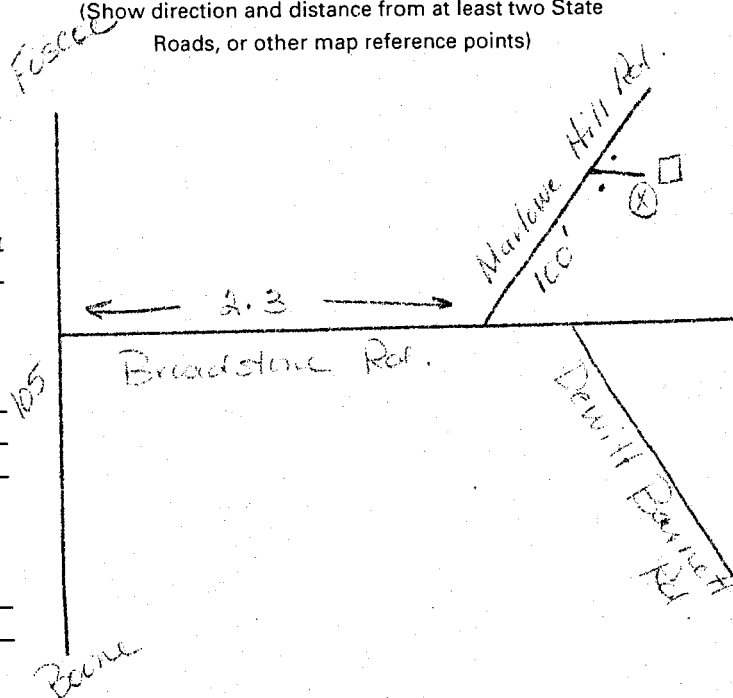 (Show direction and distance from at least two State
Roads, or other map reference points)
Foscoe
Marlowe Hill Rd.
100'
X
2.3
Broadstone Rd.
105
Dewitt Barnett
Rd.
Boone